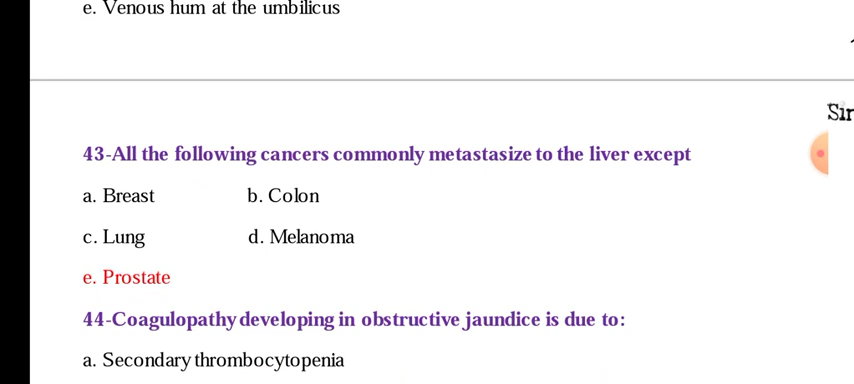 e. Venous hum at the umbilicus
Sir
43-All the following cancers commonly metastasize to the liver except
a. Breast b. Colon
c. Lung d. Melanoma
e. Prostate
44-Coagulopathy developing in obstructive jaundice is due to:
a. Secondary thrombocytopenia